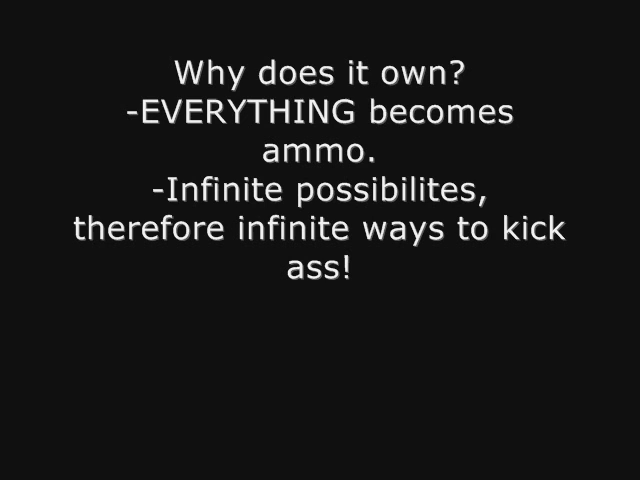 Why does it own?
-EVERYTHING becomes
ammo.
-Infinite possibilites,
therefore infinite ways to kick
ass!